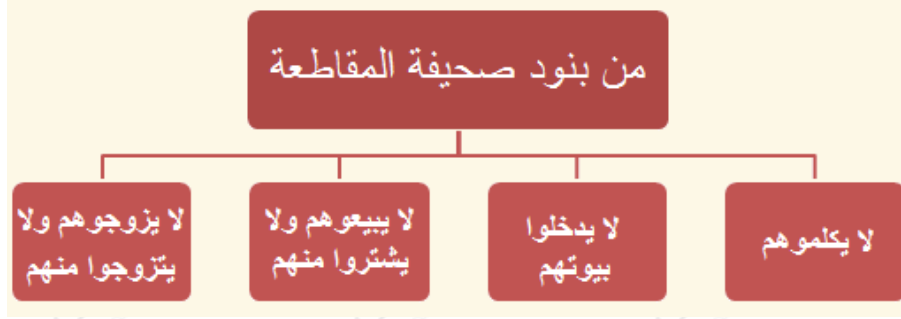 من بنود صحيفة المقاطعة
لا يكلموهم
لا يدخلوا
بيوتهم
لا يبيعوهم ولا
يشتروا منهم
لا يزوجوهم ولا
يتزوجوا منهم